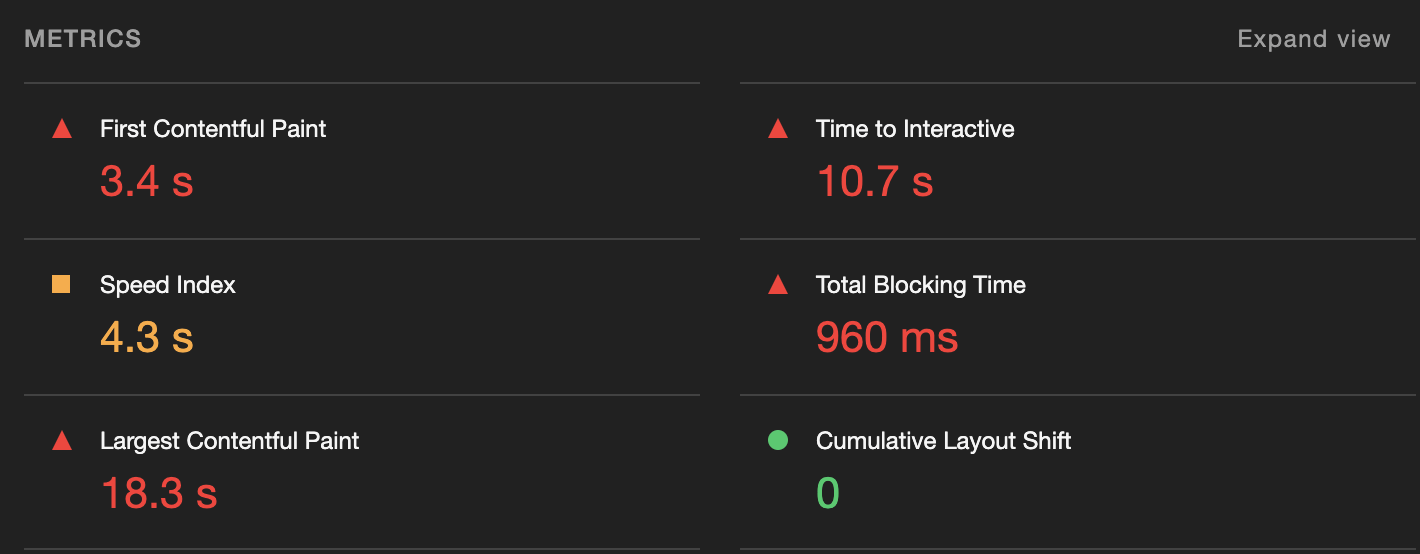 METRICS
Expand view
First Contentful Paint
3.4 s
Time to Interactive
10.7 s
Speed Index
4.3 s
Total Blocking Time
960 ms
Largest Contentful Paint
18.3 s
Cumulative Layout Shift
0